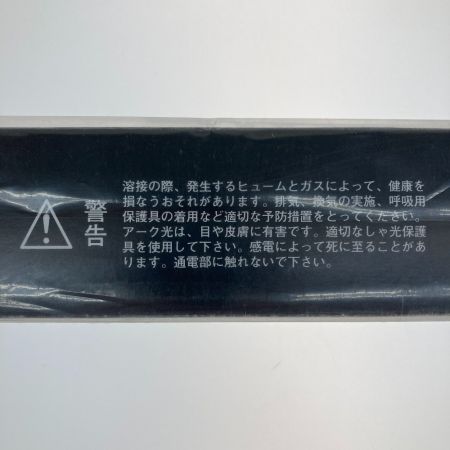 警告
溶接の際、発生するヒュームとガスによって、健康を
損なうおそれがあります。排気、換気の実施、呼吸用
保護具の着用など適切な予防措置をとってください。
アーク光は、目や皮膚に有害です。適切なしゃ光保護
具を使用して下さい。感電によって死に至ることがあ
ります。通電部に触れないで下さい。